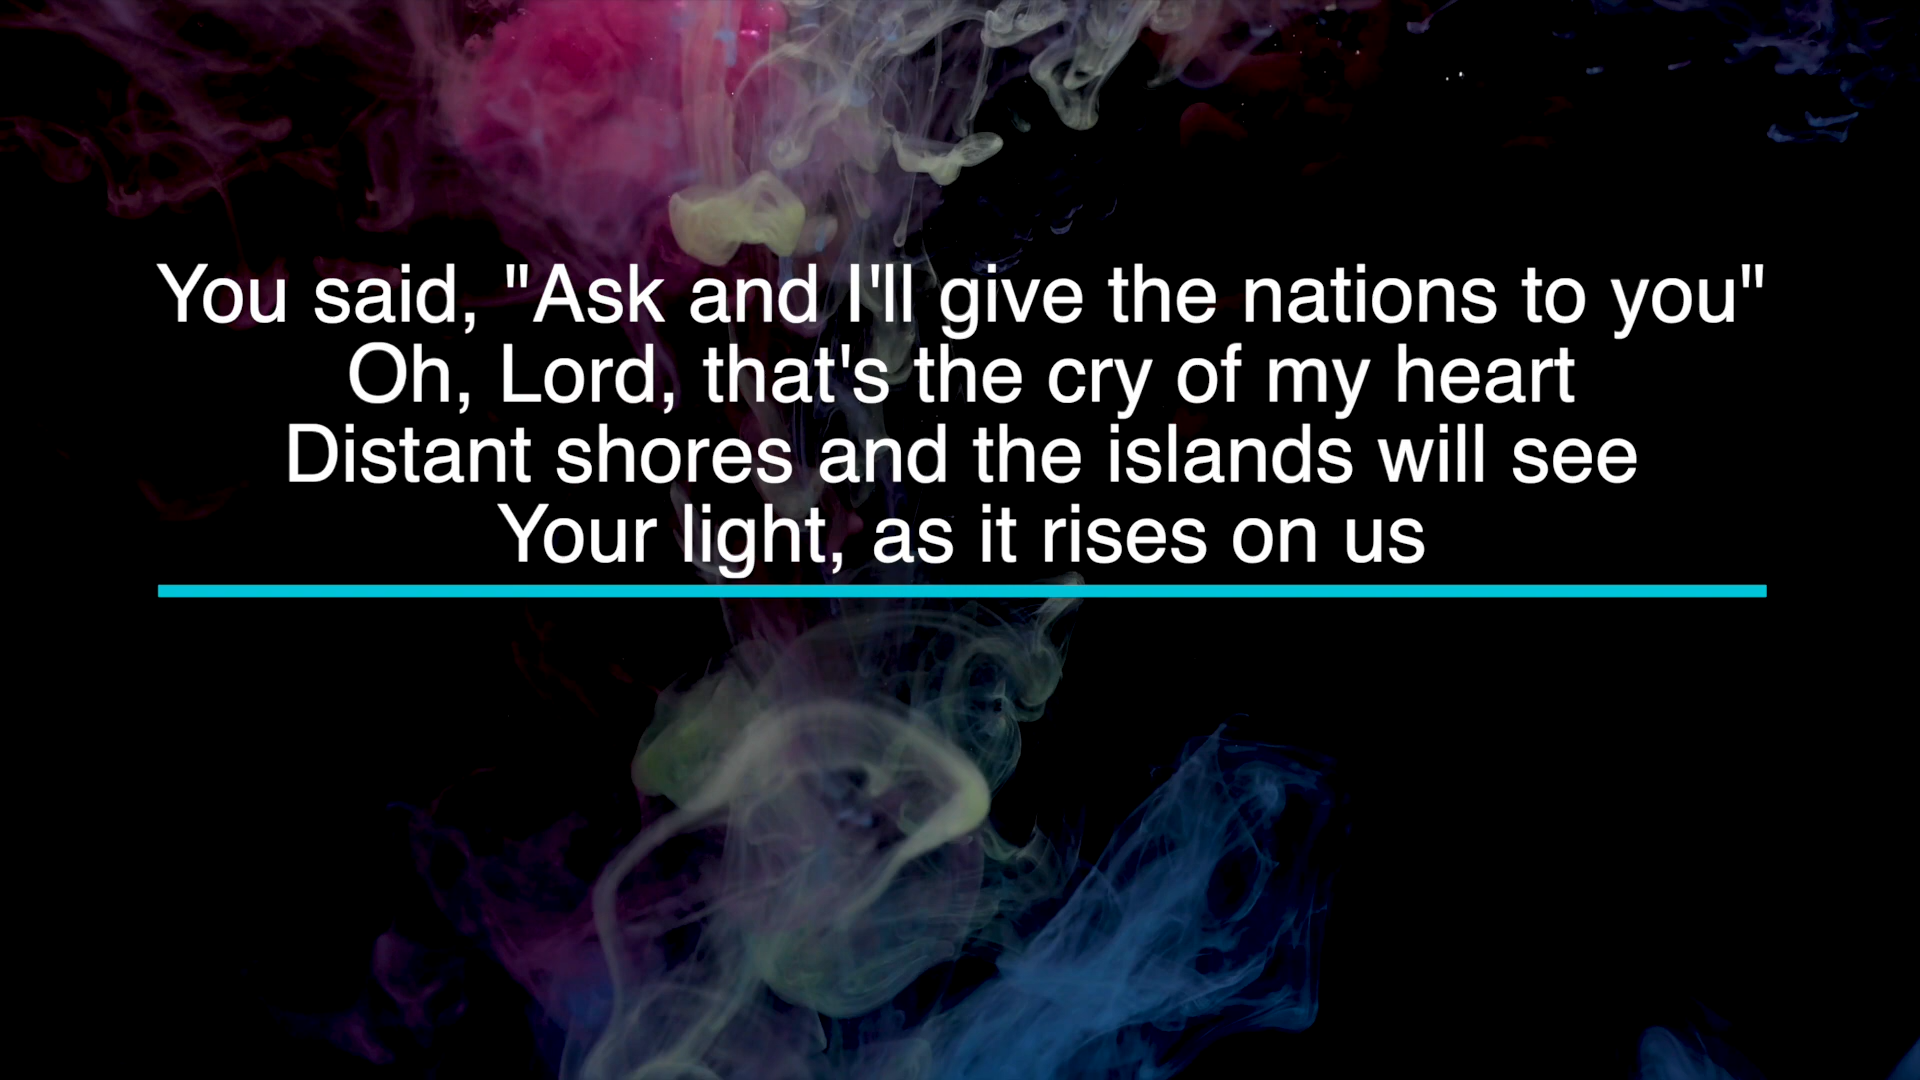 You said, "Ask and I'll give the nations to you"
Oh, Lord, that's the cry of my heart
Distant shores and the islands will see
Your light, as it rises on us